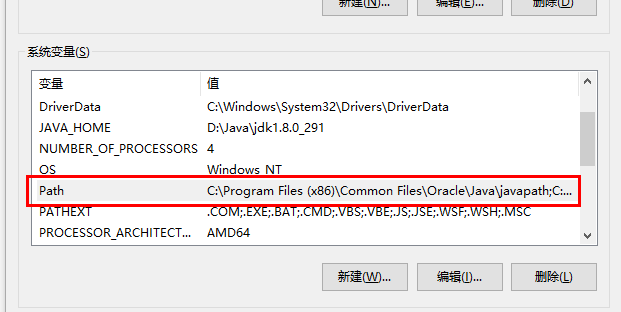 新建(N)... 编辑(E)... 删除(D)
系统变量(S)
变量 值
DriverData C:\Windows\System32\Drivers\DriverData
JAVA_HOME D:\Java\jdk1.8.0_291
NUMBER_OF_PROCESSORS 4
OS Windows_NT
Path C:\Program Files (x86)\Common Files\Oracle\Java\javapath;C:...
PATHEXT .COM;.EXE;.BAT;.CMD;.VBS;.VBE;.JS;.JSE;.WSF;.WSH;.MSC
PROCESSOR_ARCHITECT... AMD64
新建(W)... 编辑(I)... 删除(L)